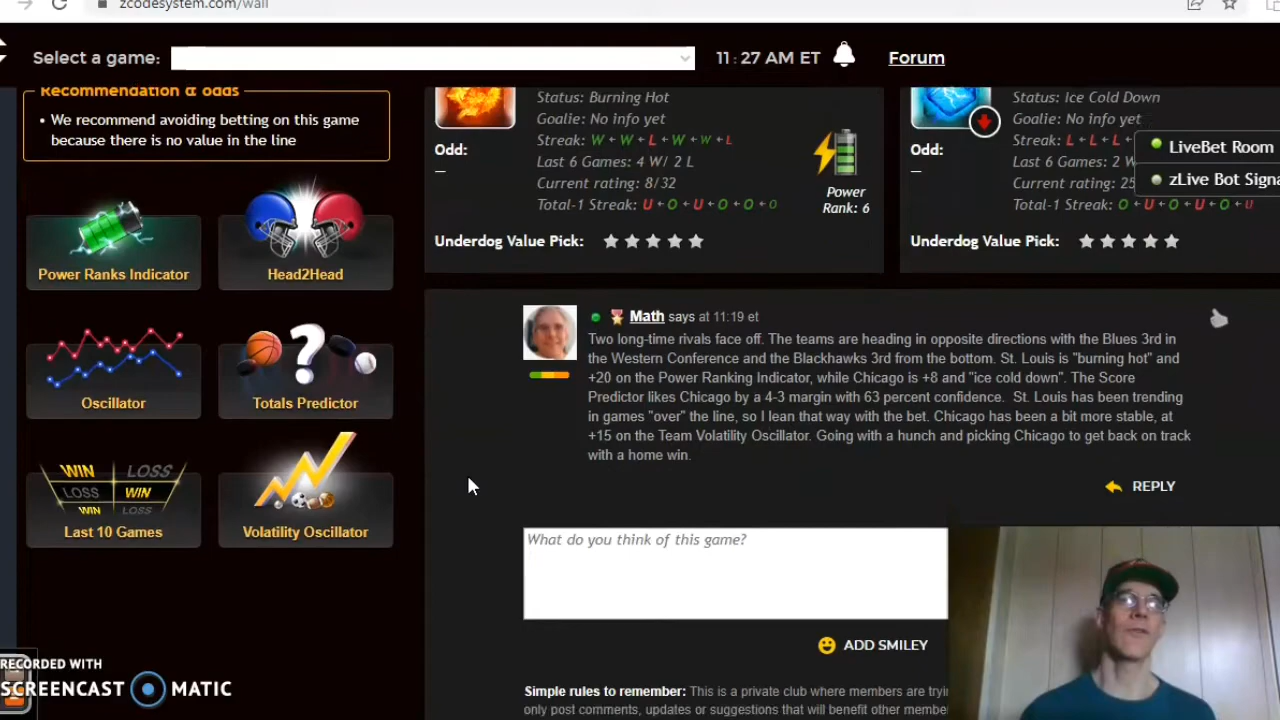 zcodesystem.com/wall
Select a game:
11:27 AM ET
Forum
Recommendation & odds
• We recommend avoiding betting on this game
because there is no value in the line
Power Ranks Indicator
Head2Head
Oscillator
Totals Predictor
WIN LOSS
LOSS WIN
WIN LOSS
Last 10 Games
Volatility Oscillator
Status: Burning Hot
Goalie: No info yet
Odd:
—
Streak: W - W - L - W - W - L
Last 6 Games: 4 W/ 2 L
Current rating: 8/32
Total-1 Streak: U - O - U - O - O - O
Power
Rank: 6
Underdog Value Pick:
Status: Ice Cold Down
Goalie: No info yet
Odd:
—
Streak: L - L - L
Last 6 Games: 2 W
Current rating: 25
Total-1 Streak: O - U - O - U - O - U
Underdog Value Pick:
LiveBet Room
zLive Bot Signa
Math says at 11:19 et
Two long-time rivals face off. The teams are heading in opposite directions with the Blues 3rd in
the Western Conference and the Blackhawks 3rd from the bottom. St. Louis is "burning hot" and
+20 on the Power Ranking Indicator, while Chicago is +8 and "ice cold down". The Score
Predictor likes Chicago by a 4-3 margin with 63 percent confidence. St. Louis has been trending
in games "over" the line, so I lean that way with the bet. Chicago has been a bit more stable, at
+15 on the Team Volatility Oscillator. Going with a hunch and picking Chicago to get back on track
with a home win.
REPLY
What do you think of this game?
ADD SMILEY
Simple rules to remember: This is a private club where members are tryin
only post comments, updates or suggestions that will benefit other membe
RECORDED WITH
SCREENCAST MATIC